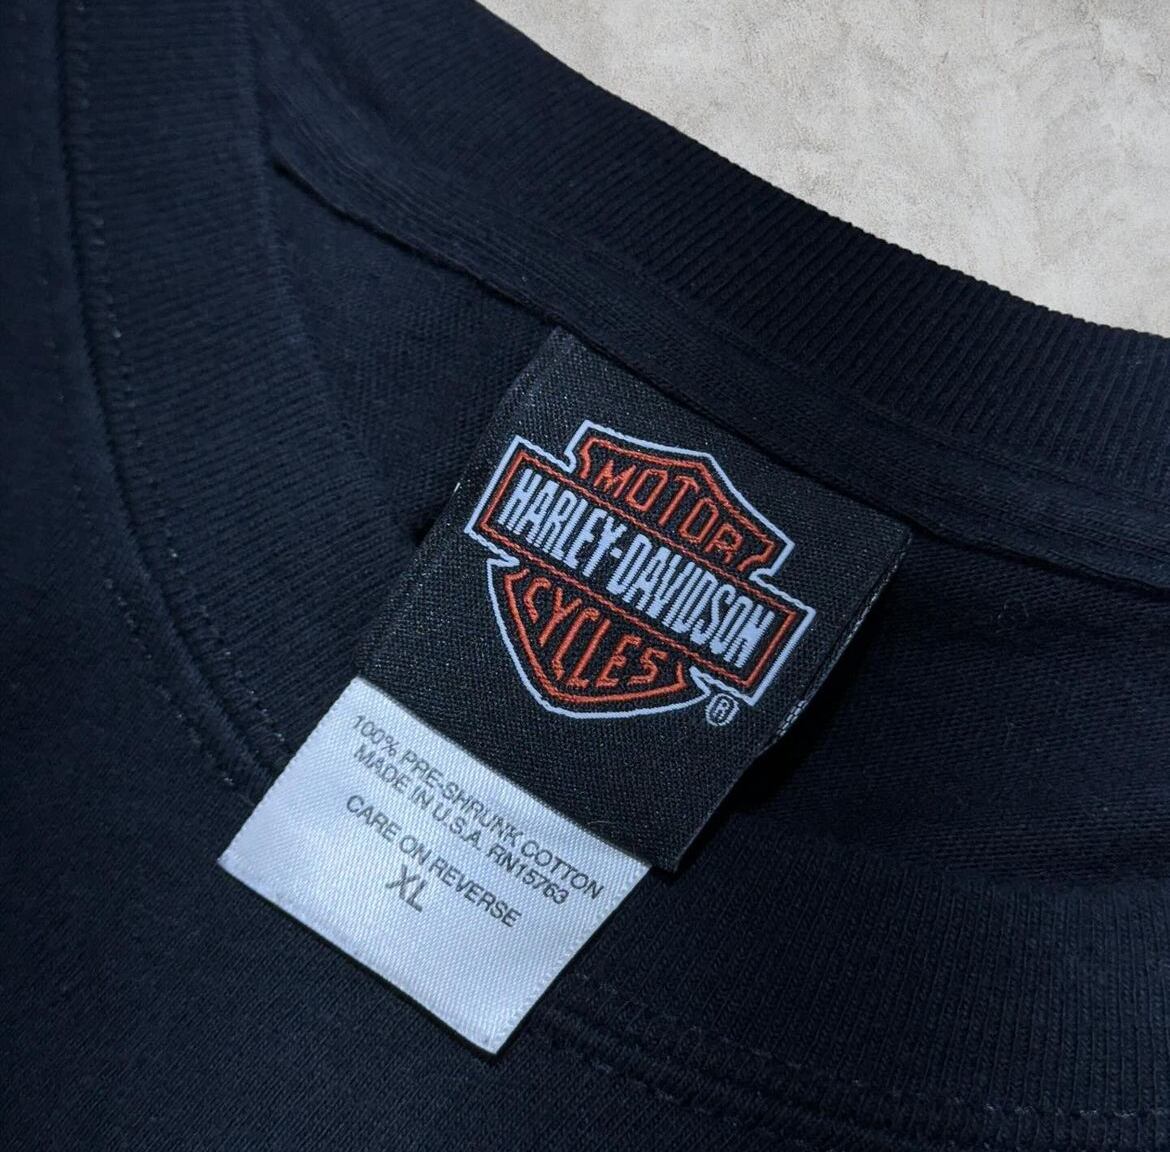 MOTOR
HARLEY-DAVIDSON
CYCLES
®
100% PRE-SHRUNK COTTON
MADE IN U.S.A. RN15763
CARE ON REVERSE
XL